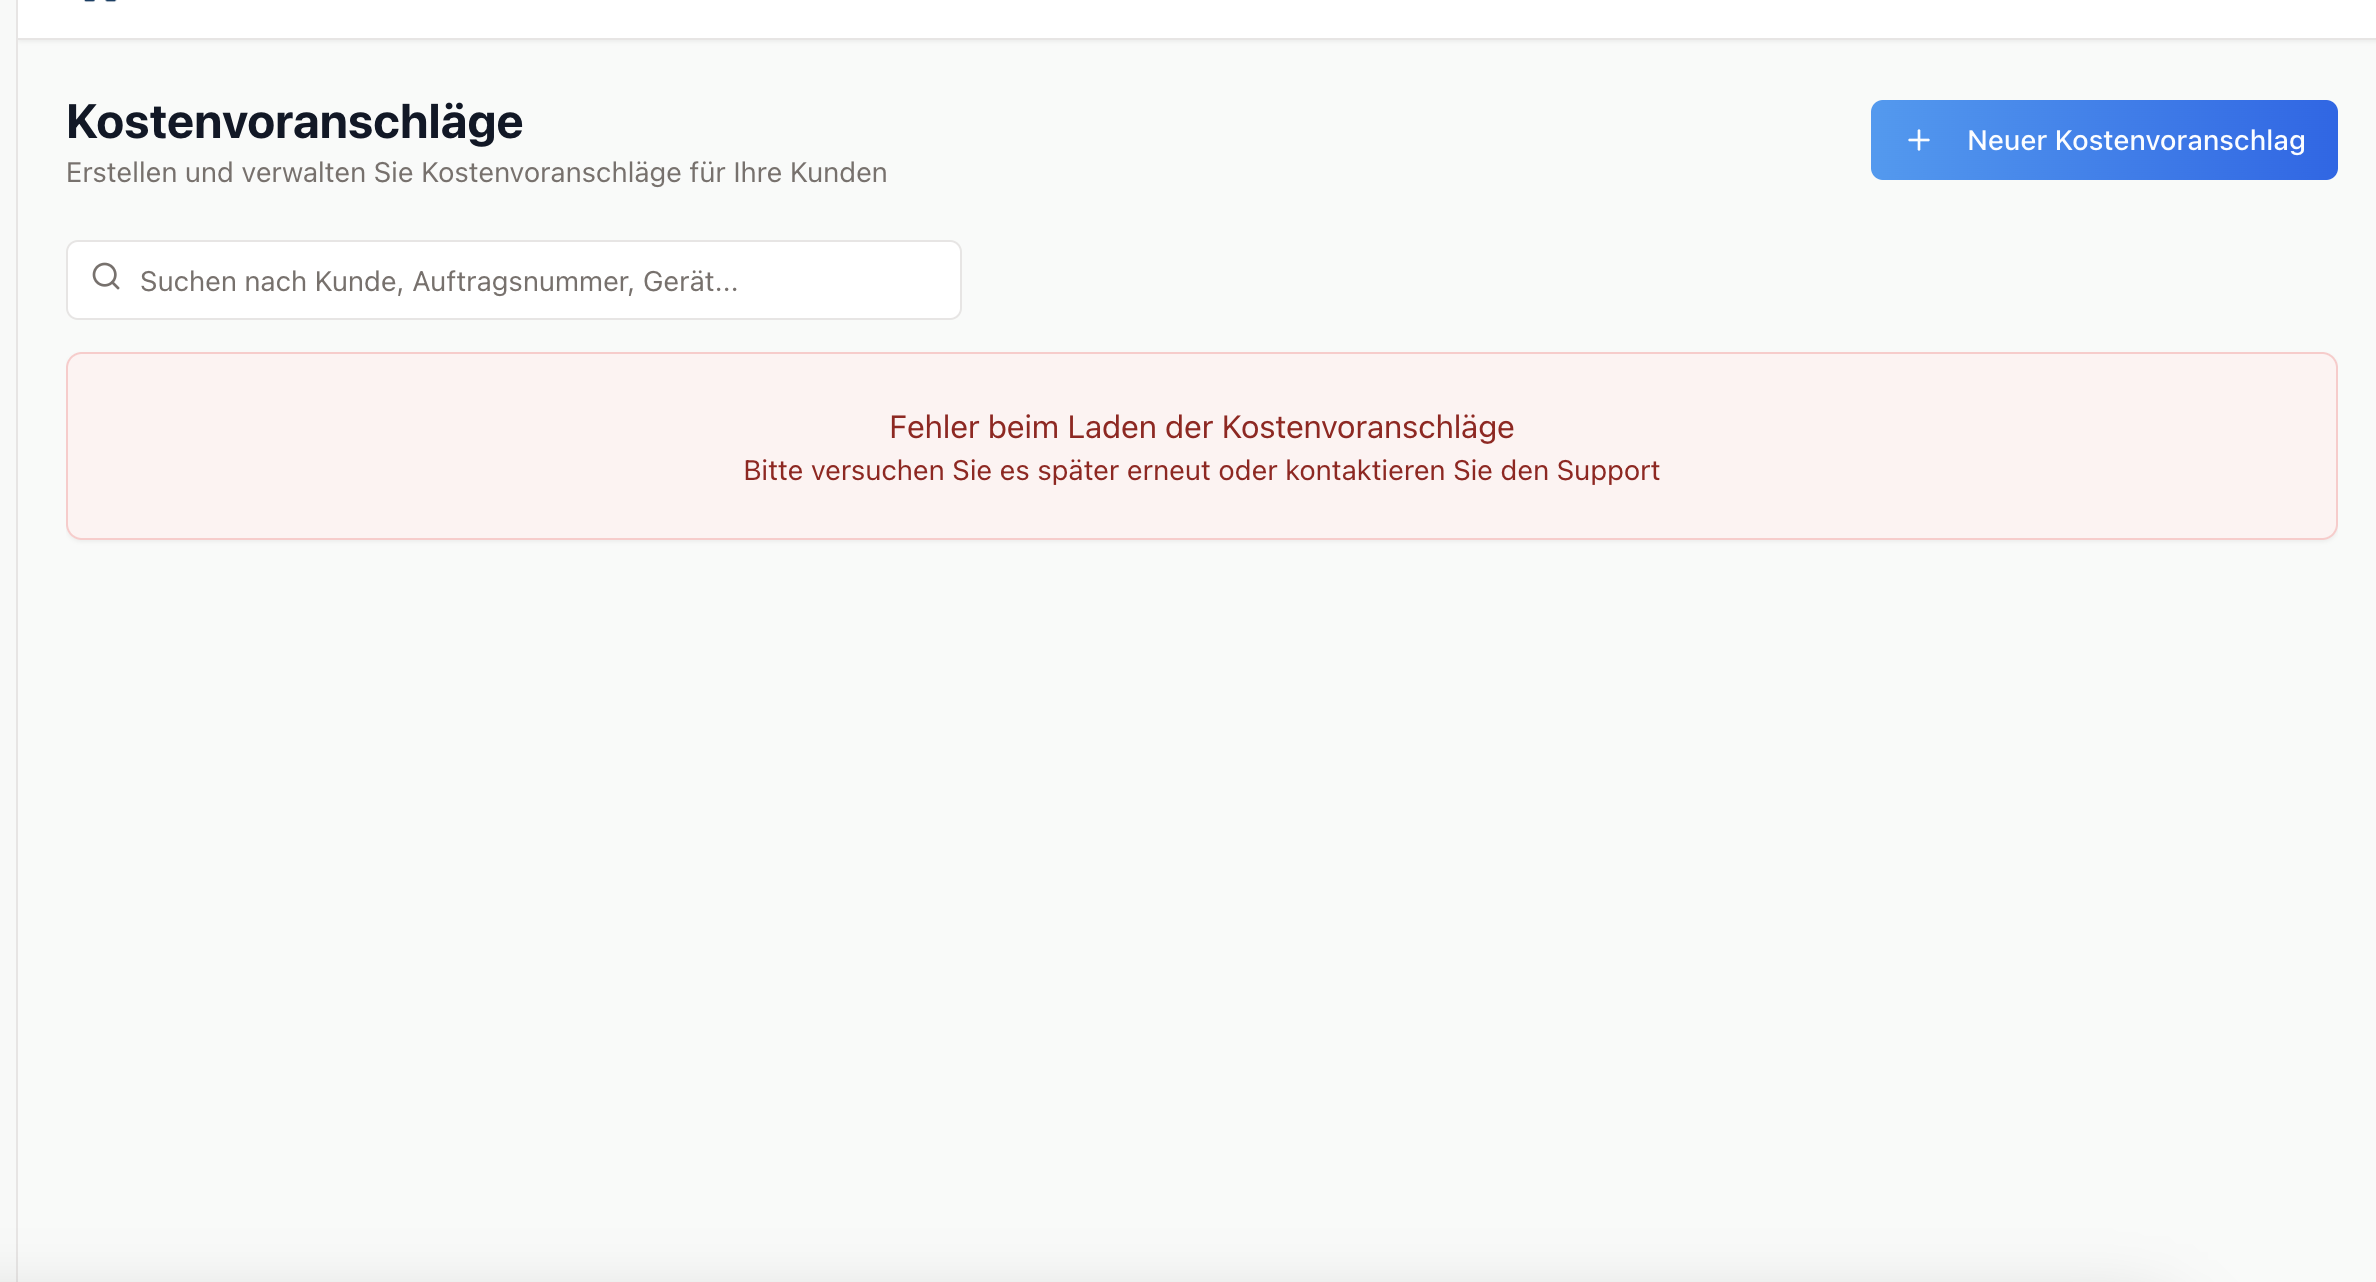 Kostenvoranschläge
Erstellen und verwalten Sie Kostenvoranschläge für Ihre Kunden
Neuer Kostenvoranschlag
Suchen nach Kunde, Auftragsnummer, Gerät...
Fehler beim Laden der Kostenvoranschläge
Bitte versuchen Sie es später erneut oder kontaktieren Sie den Support